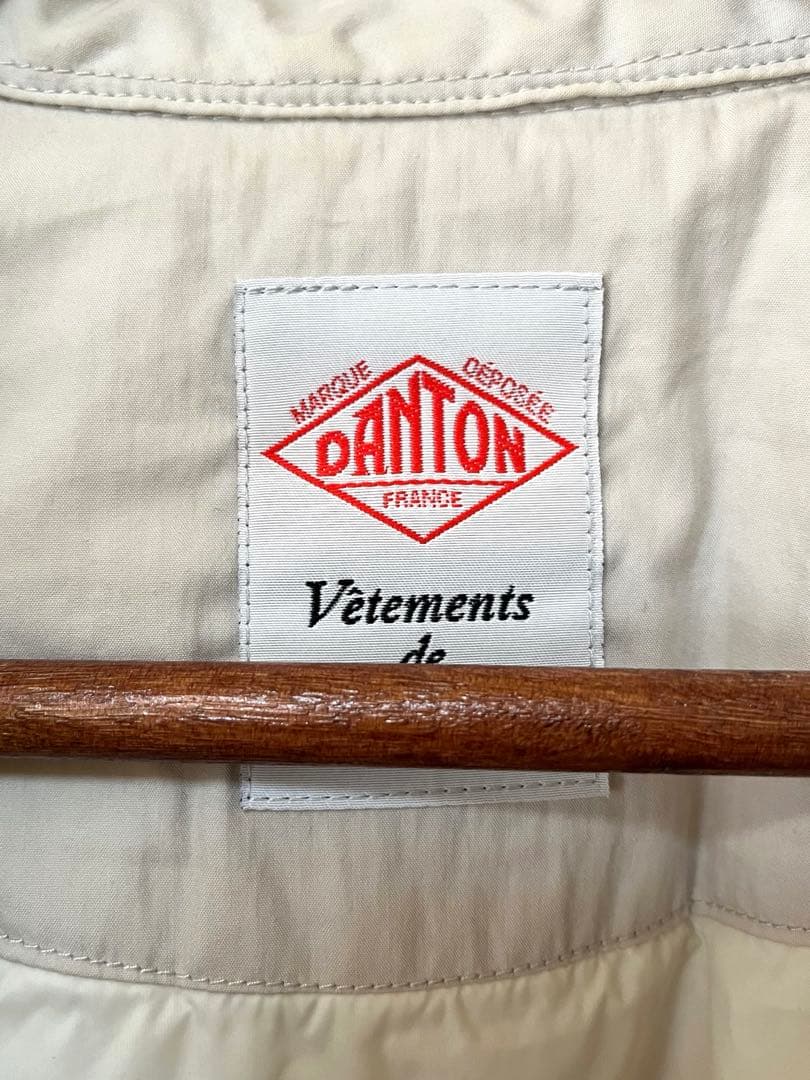 MARQUE DÉPOSÉE
DANTON
FRANCE
Vêtements
de